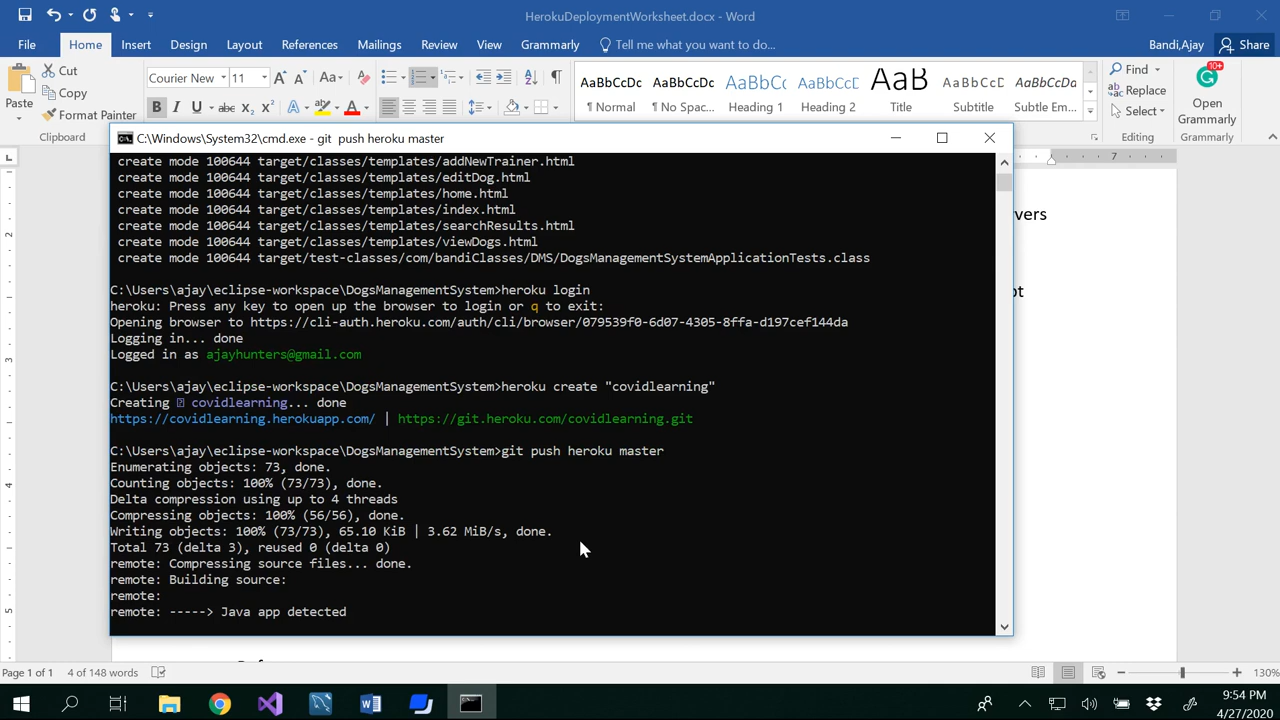 HerokuDeploymentWorksheet.docx - Word
File Home Insert Design Layout References Mailings Review View Grammarly Tell me what you want to do... Bandi,Ajay Share
Paste Cut Copy Format Painter
Clipboard
Courier New 11
AaBbCcDc AaBbCcDc AaBbCc AaBbCcC AaB AaBbCcD AaBbCcDc
¶ Normal ¶ No Spac... Heading 1 Heading 2 Title Subtitle Subtle Em...
Find Replace Select
Editing
Open Grammarly
Grammarly
C:\Windows\System32\cmd.exe - git push heroku master
7
create mode 100644 target/classes/templates/addNewTrainer.html
create mode 100644 target/classes/templates/editDog.html
create mode 100644 target/classes/templates/home.html
create mode 100644 target/classes/templates/index.html
create mode 100644 target/classes/templates/searchResults.html
create mode 100644 target/classes/templates/viewDogs.html
create mode 100644 target/test-classes/com/bandiClasses/DMS/DogsManagementSystemApplicationTests.class
C:\Users\ajay\eclipse-workspace\DogsManagementSystem>heroku login
heroku: Press any key to open up the browser to login or q to exit:
Opening browser to https://cli-auth.heroku.com/auth/cli/browser/079539f0-6d07-4305-8ffa-d197cef144da
Logging in... done
Logged in as ajayhunters@gmail.com
C:\Users\ajay\eclipse-workspace\DogsManagementSystem>heroku create "covidlearning"
Creating covidlearning... done
https://covidlearning.herokuapp.com/ | https://git.heroku.com/covidlearning.git
C:\Users\ajay\eclipse-workspace\DogsManagementSystem>git push heroku master
Enumerating objects: 73, done.
Counting objects: 100% (73/73), done.
Delta compression using up to 4 threads
Compressing objects: 100% (56/56), done.
Writing objects: 100% (73/73), 65.10 KiB | 3.62 MiB/s, done.
Total 73 (delta 3), reused 0 (delta 0)
remote: Compressing source files... done.
remote: Building source:
remote:
remote: -----> Java app detected
Page 1 of 1 4 of 148 words 130%
9:54 PM
4/27/2020